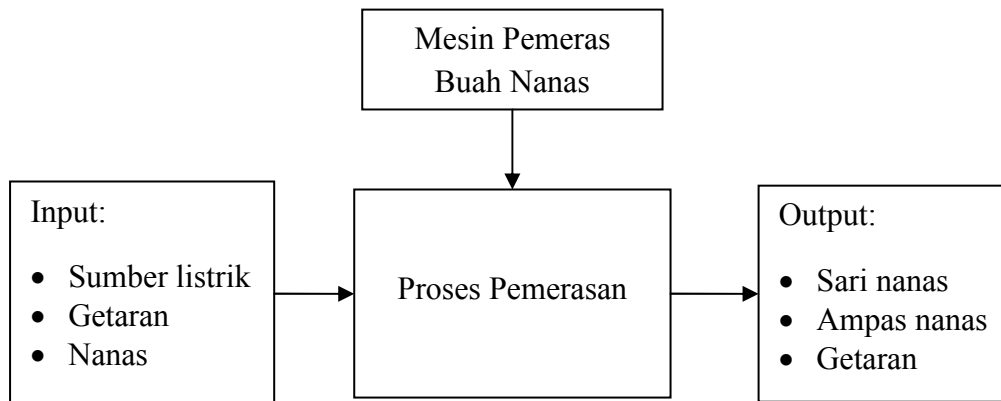 Mesin Pemeras
Buah Nanas
Input:
• Sumber listrik
• Getaran
• Nanas
Proses Pemerasan
Output:
• Sari nanas
• Ampas nanas
• Getaran